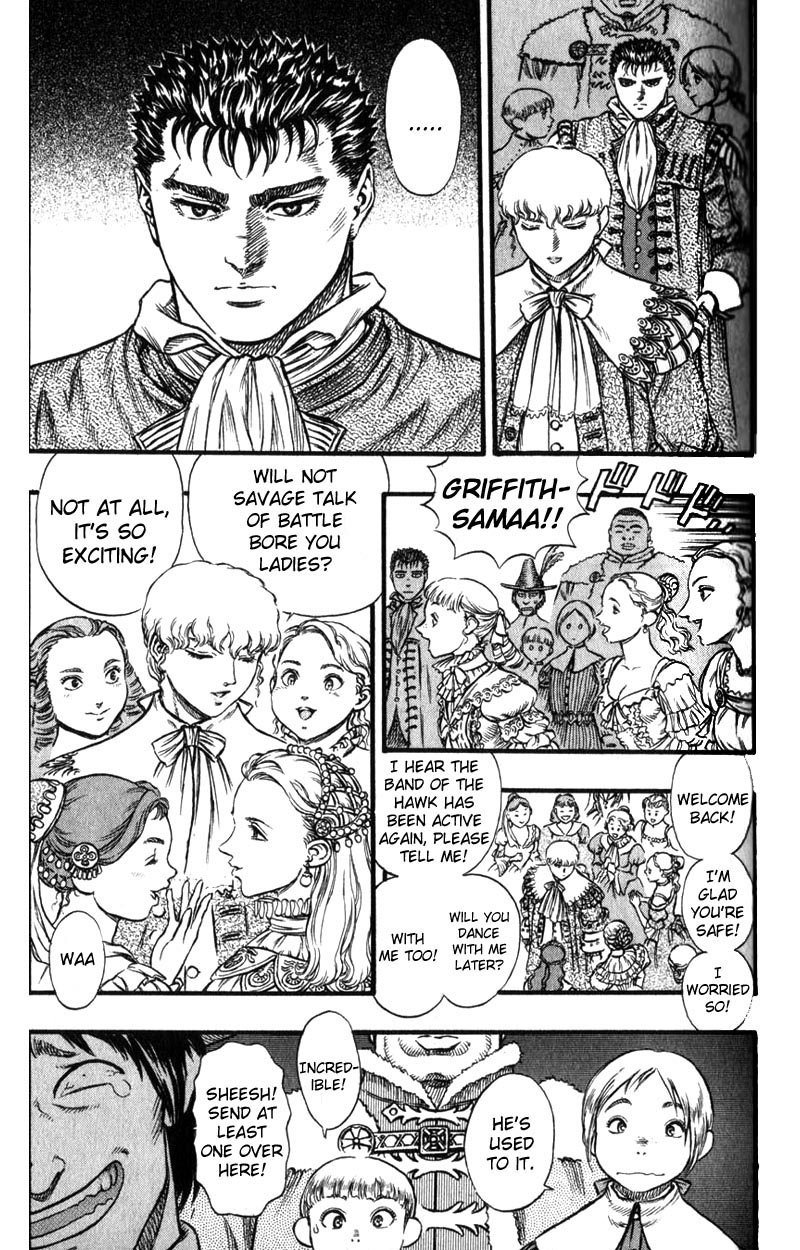 .....
GRIFFITH-
SAMAA!!
ドドド..
WILL NOT
SAVAGE TALK
OF BATTLE
BORE YOU
LADIES?
NOT AT ALL,
IT'S SO
EXCITING!
WAA
WELCOME
BACK!
I'M
GLAD
YOU'RE
SAFE!
I
WORRIED
SO!
I HEAR THE
BAND OF THE
HAWK HAS
BEEN ACTIVE
AGAIN, PLEASE
TELL ME!
WILL YOU
DANCE
WITH ME
LATER?
WITH
ME TOO!
HE'S
USED
TO IT.
INCRED-
IBLE!
SHEESH!
SEND AT
LEAST
ONE OVER
HERE!